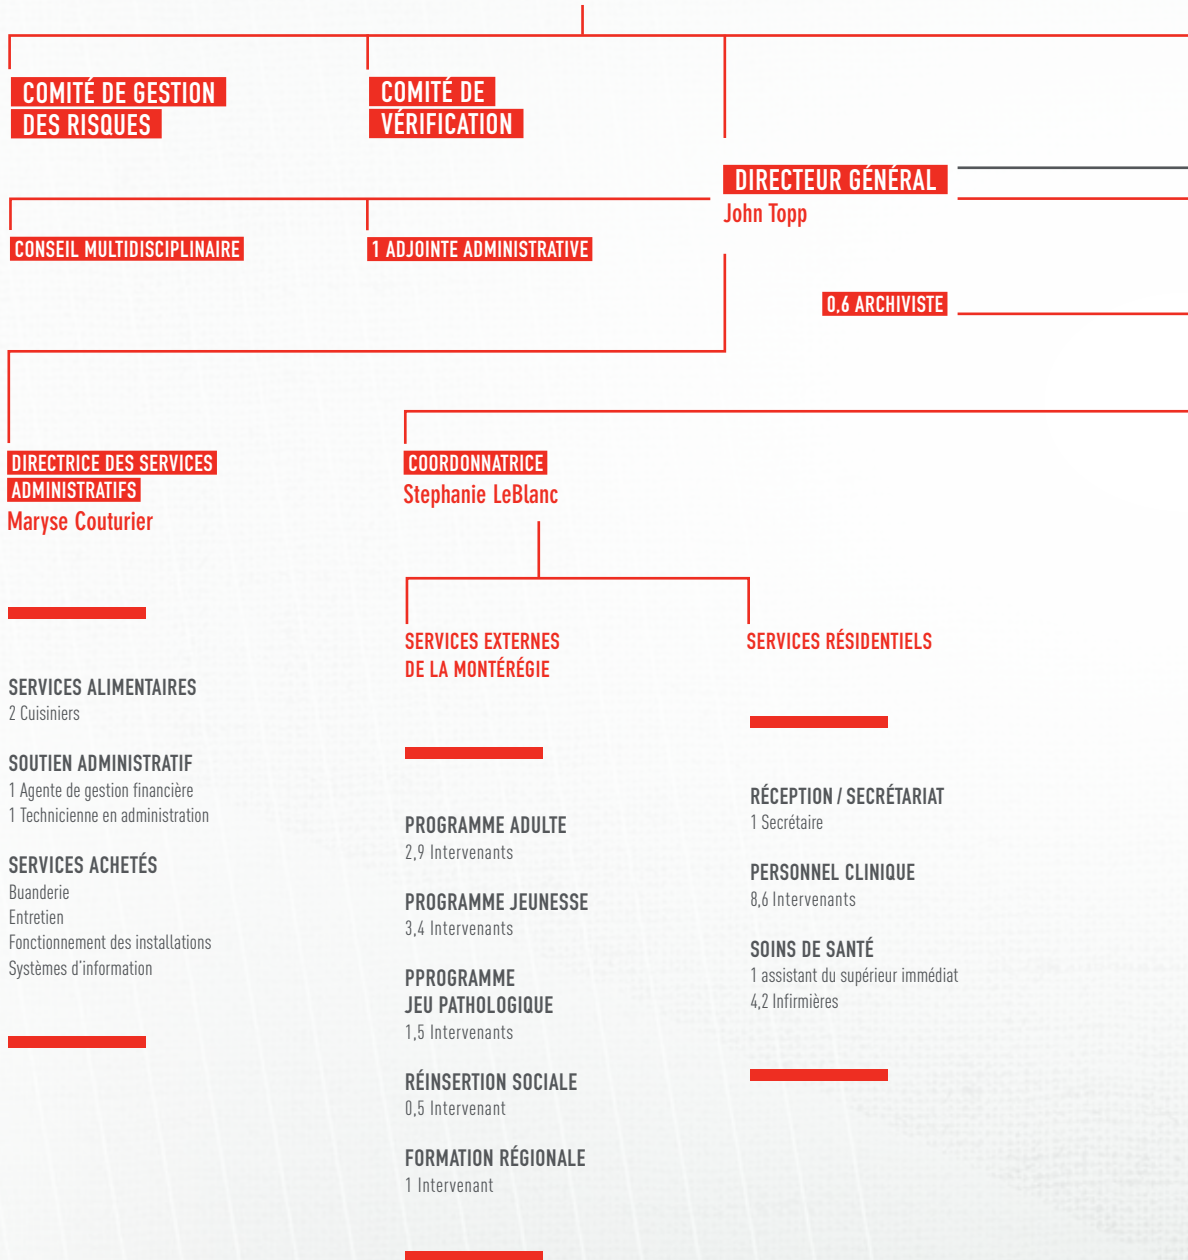 COMITÉ DE GESTION
DES RISQUES
COMITÉ DE
VÉRIFICATION
DIRECTEUR GÉNÉRAL
John Topp
CONSEIL MULTIDISCIPLINAIRE
1 ADJOINTE ADMINISTRATIVE
0,6 ARCHIVISTE
DIRECTRICE DES SERVICES
ADMINISTRATIFS
Maryse Couturier
COORDONNATRICE
Stephanie LeBlanc
SERVICES ALIMENTAIRES
2 Cuisiniers
SOUTIEN ADMINISTRATIF
1 Agente de gestion financière
1 Technicienne en administration
SERVICES ACHETÉS
Buanderie
Entretien
Fonctionnement des installations
Systèmes d'information
SERVICES EXTERNES
DE LA MONTÉRÉGIE
PROGRAMME ADULTE
2,9 Intervenants
PROGRAMME JEUNESSE
3,4 Intervenants
PPROGRAMME
JEU PATHOLOGIQUE
1,5 Intervenants
RÉINSERTION SOCIALE
0,5 Intervenant
FORMATION RÉGIONALE
1 Intervenant
SERVICES RÉSIDENTIELS
RÉCEPTION / SECRÉTARIAT
1 Secrétaire
PERSONNEL CLINIQUE
8,6 Intervenants
SOINS DE SANTÉ
1 assistant du supérieur immédiat
4,2 Infirmières